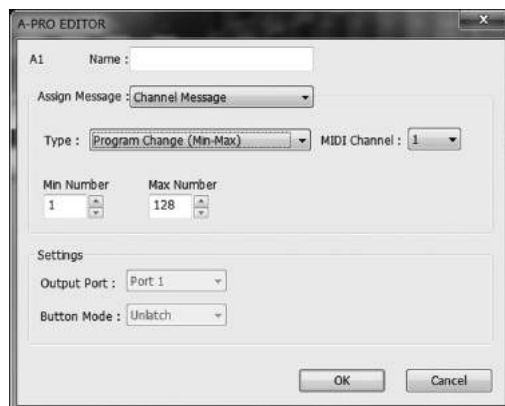 A-PRO EDITOR
x
A1 Name :
Assign Message : Channel Message
Type : Program Change (Min-Max) MIDI Channel : 1
Min Number Max Number
1 128
Settings
Output Port : Port 1
Button Mode : Unlatch
OK Cancel